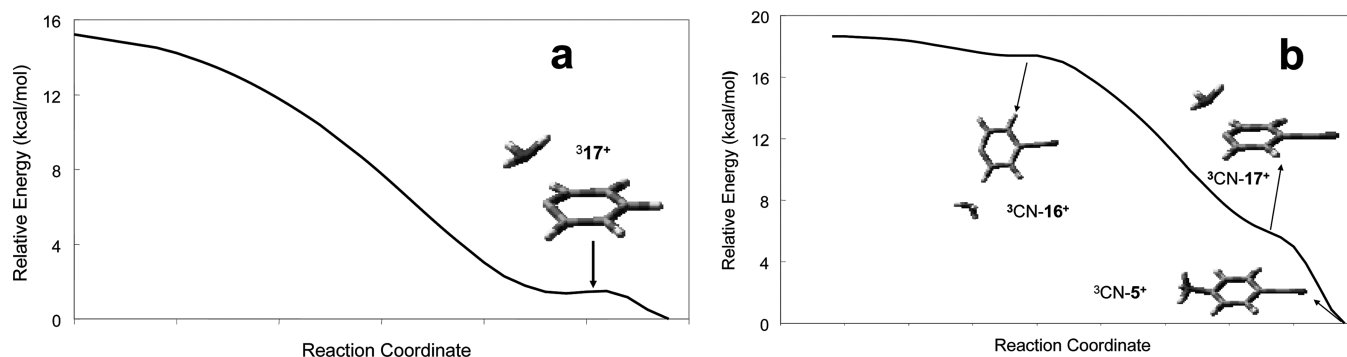 16
12
8
4
0
Relative Energy (kcal/mol)
Reaction Coordinate
a
³17⁺
20
16
12
8
4
0
Relative Energy (kcal/mol)
Reaction Coordinate
b
³CN-16⁺
³CN-17⁺
³CN-5⁺